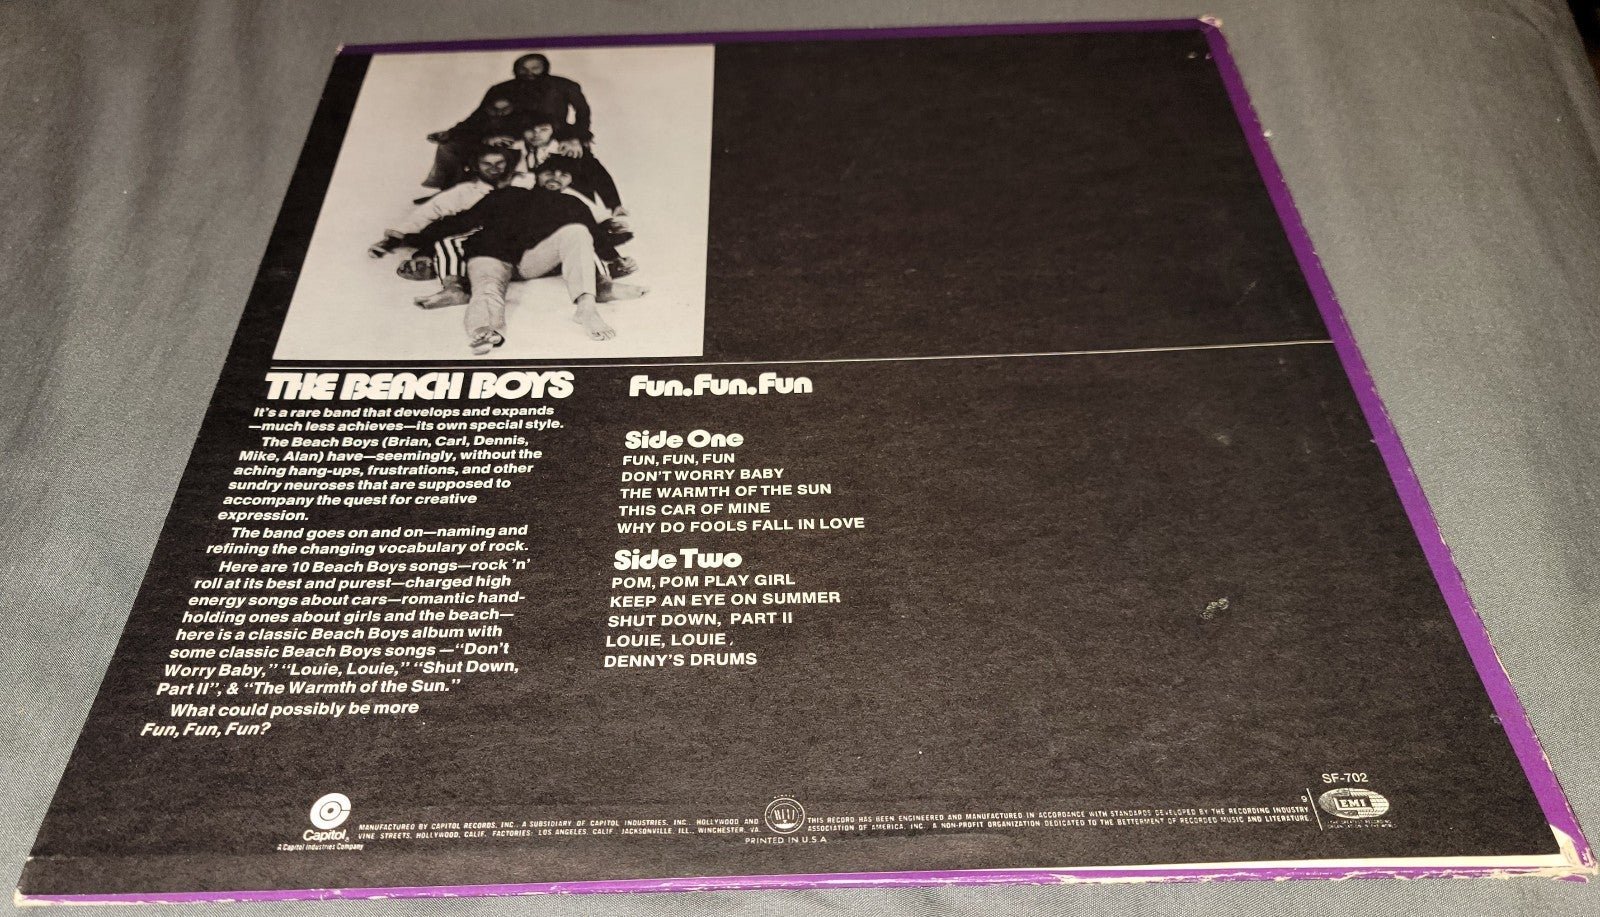 THE BEACH BOYS
It's a rare band that develops and expands
—much less achieves—its own special style.
The Beach Boys (Brian, Carl, Dennis,
Mike, Alan) have—seemingly, without the
aching hang-ups, frustrations, and other
sundry neuroses that are supposed to
accompany the quest for creative
expression.
The band goes on and on—naming and
refining the changing vocabulary of rock.
Here are 10 Beach Boys songs—rock 'n'
roll at its best and purest—charged high
energy songs about cars—romantic hand-
holding ones about girls and the beach—
here is a classic Beach Boys album with
some classic Beach Boys songs —"Don't
Worry Baby," "Louie, Louie," "Shut Down,
Part II", & "The Warmth of the Sun."
What could possibly be more
Fun, Fun, Fun?
Fun, Fun, Fun
Side One
FUN, FUN, FUN
DON'T WORRY BABY
THE WARMTH OF THE SUN
THIS CAR OF MINE
WHY DO FOOLS FALL IN LOVE
Side Two
POM, POM PLAY GIRL
KEEP AN EYE ON SUMMER
SHUT DOWN, PART II
LOUIE, LOUIE
DENNY'S DRUMS
Capitol
A Capitol Industries Company
MANUFACTURED BY CAPITOL RECORDS, INC., A SUBSIDIARY OF CAPITOL INDUSTRIES, INC., HOLLYWOOD AND
VINE STREETS, HOLLYWOOD, CALIF. FACTORIES: LOS ANGELES, CALIF., JACKSONVILLE, ILL., WINCHESTER, VA.
PRINTED IN U.S.A.
THIS RECORD HAS BEEN ENGINEERED AND MANUFACTURED IN ACCORDANCE WITH STANDARDS DEVELOPED BY THE RECORDING INDUSTRY
ASSOCIATION OF AMERICA, INC., A NON-PROFIT ORGANIZATION DEDICATED TO THE BETTERMENT OF RECORDED MUSIC AND LITERATURE.
9
SF-702
EMI